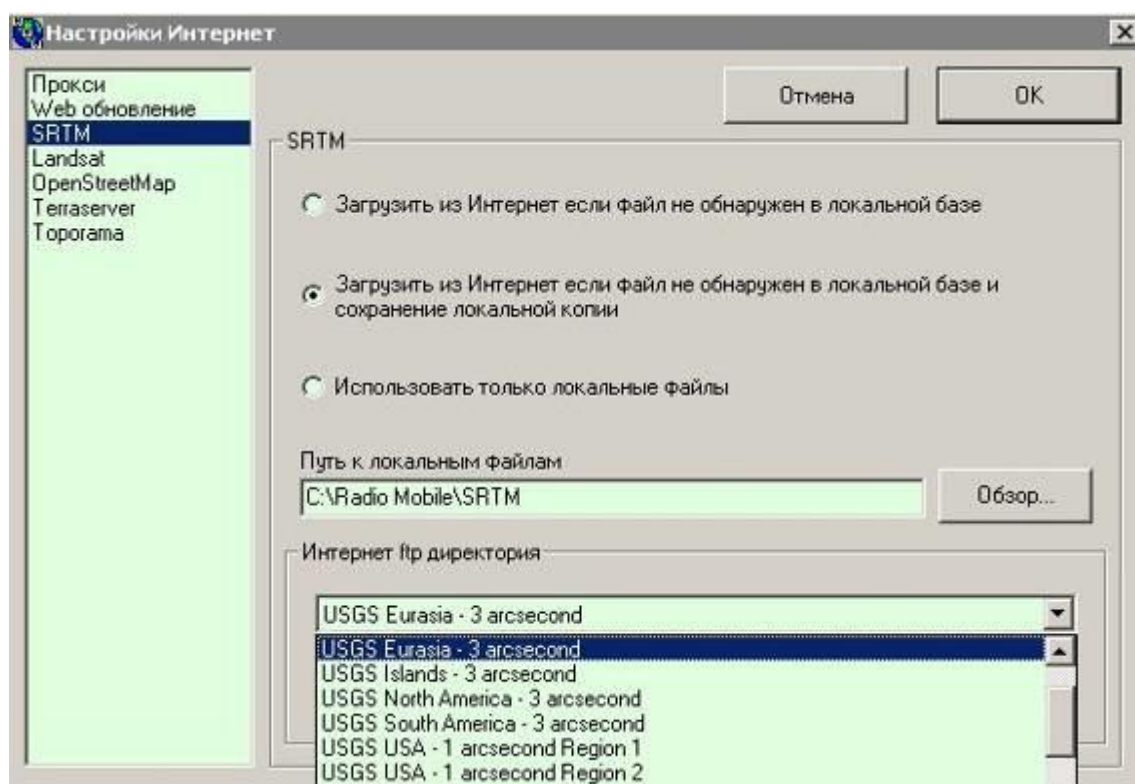 Настройки Интернет
Прокси
Web обновление
SRTM
Landsat
OpenStreetMap
Terraserver
Toporama
Отмена
OK
SRTM
Загрузить из Интернет если файл не обнаружен в локальной базе
Загрузить из Интернет если файл не обнаружен в локальной базе и
сохранение локальной копии
Использовать только локальные файлы
Путь к локальным файлам
C:\Radio Mobile\SRTM
Обзор...
Интернет ftp директория
USGS Eurasia - 3 arcsecond
USGS Eurasia - 3 arcsecond
USGS Islands - 3 arcsecond
USGS North America - 3 arcsecond
USGS South America - 3 arcsecond
USGS USA - 1 arcsecond Region 1
USGS USA - 1 arcsecond Region 2